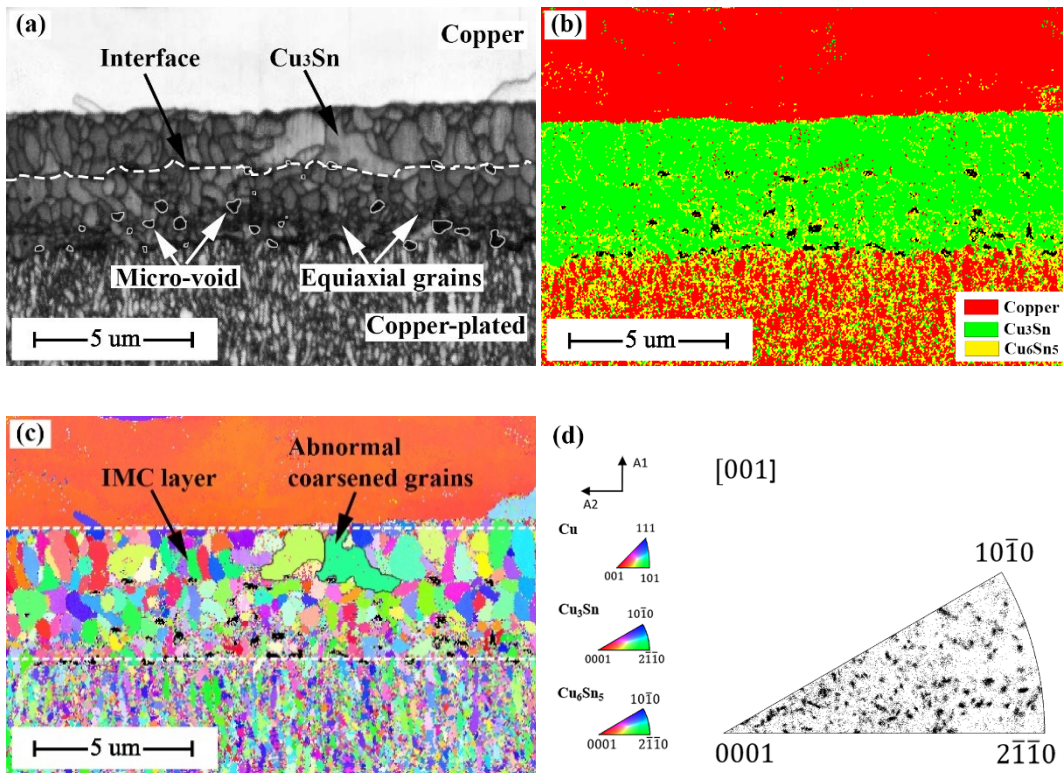 (a)
Copper
Interface
Cu₃Sn
Micro-void
Equiaxial grains
Copper-plated
5 um
(b)
5 um
Copper
Cu₃Sn
Cu₆Sn₅
(c)
Abnormal
coarsened grains
IMC layer
5 um
(d)
[001]
A1
A2
Cu
111
001
101
Cu₃Sn
101̅0
0001
21̅1̅0
Cu₆Sn₅
101̅0
0001
21̅1̅0
101̅0
0001
21̅1̅0